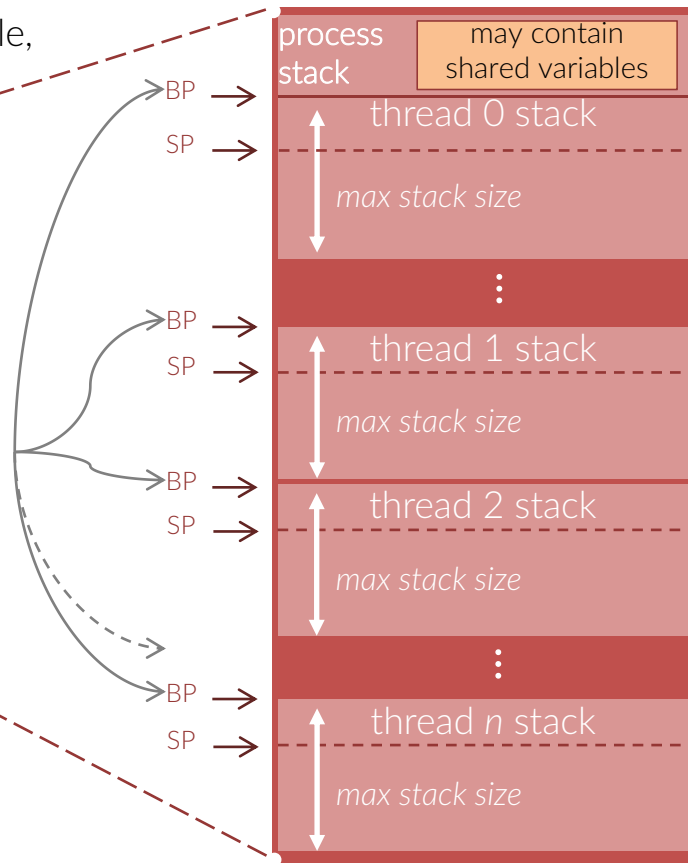 le,
process
stack
may contain
shared variables
BP
thread 0 stack
SP
max stack size
⋮
BP
thread 1 stack
SP
max stack size
BP
thread 2 stack
SP
max stack size
⋮
BP
thread n stack
SP
max stack size